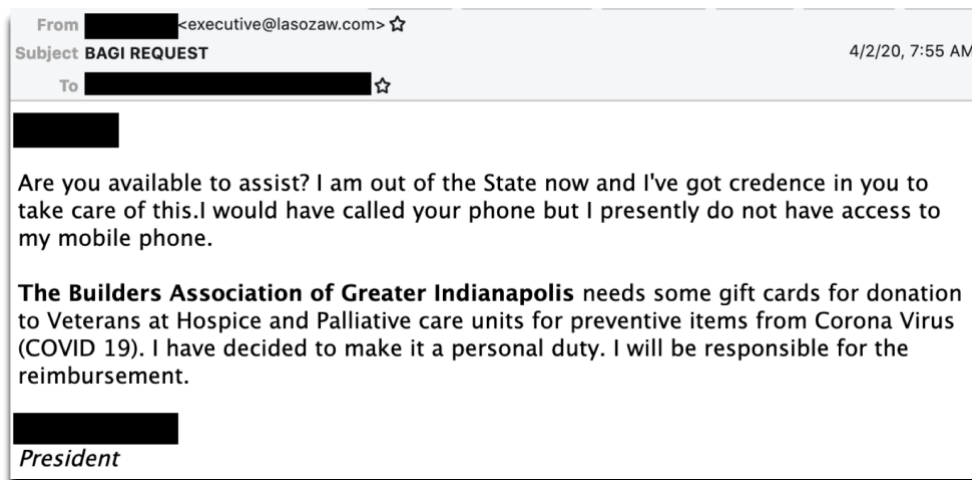 From <executive@lasozaw.com>
Subject BAGI REQUEST 4/2/20, 7:55 AM
To
Are you available to assist? I am out of the State now and I've got credence in you to
take care of this.I would have called your phone but I presently do not have access to
my mobile phone.
The Builders Association of Greater Indianapolis needs some gift cards for donation
to Veterans at Hospice and Palliative care units for preventive items from Corona Virus
(COVID 19). I have decided to make it a personal duty. I will be responsible for the
reimbursement.
President